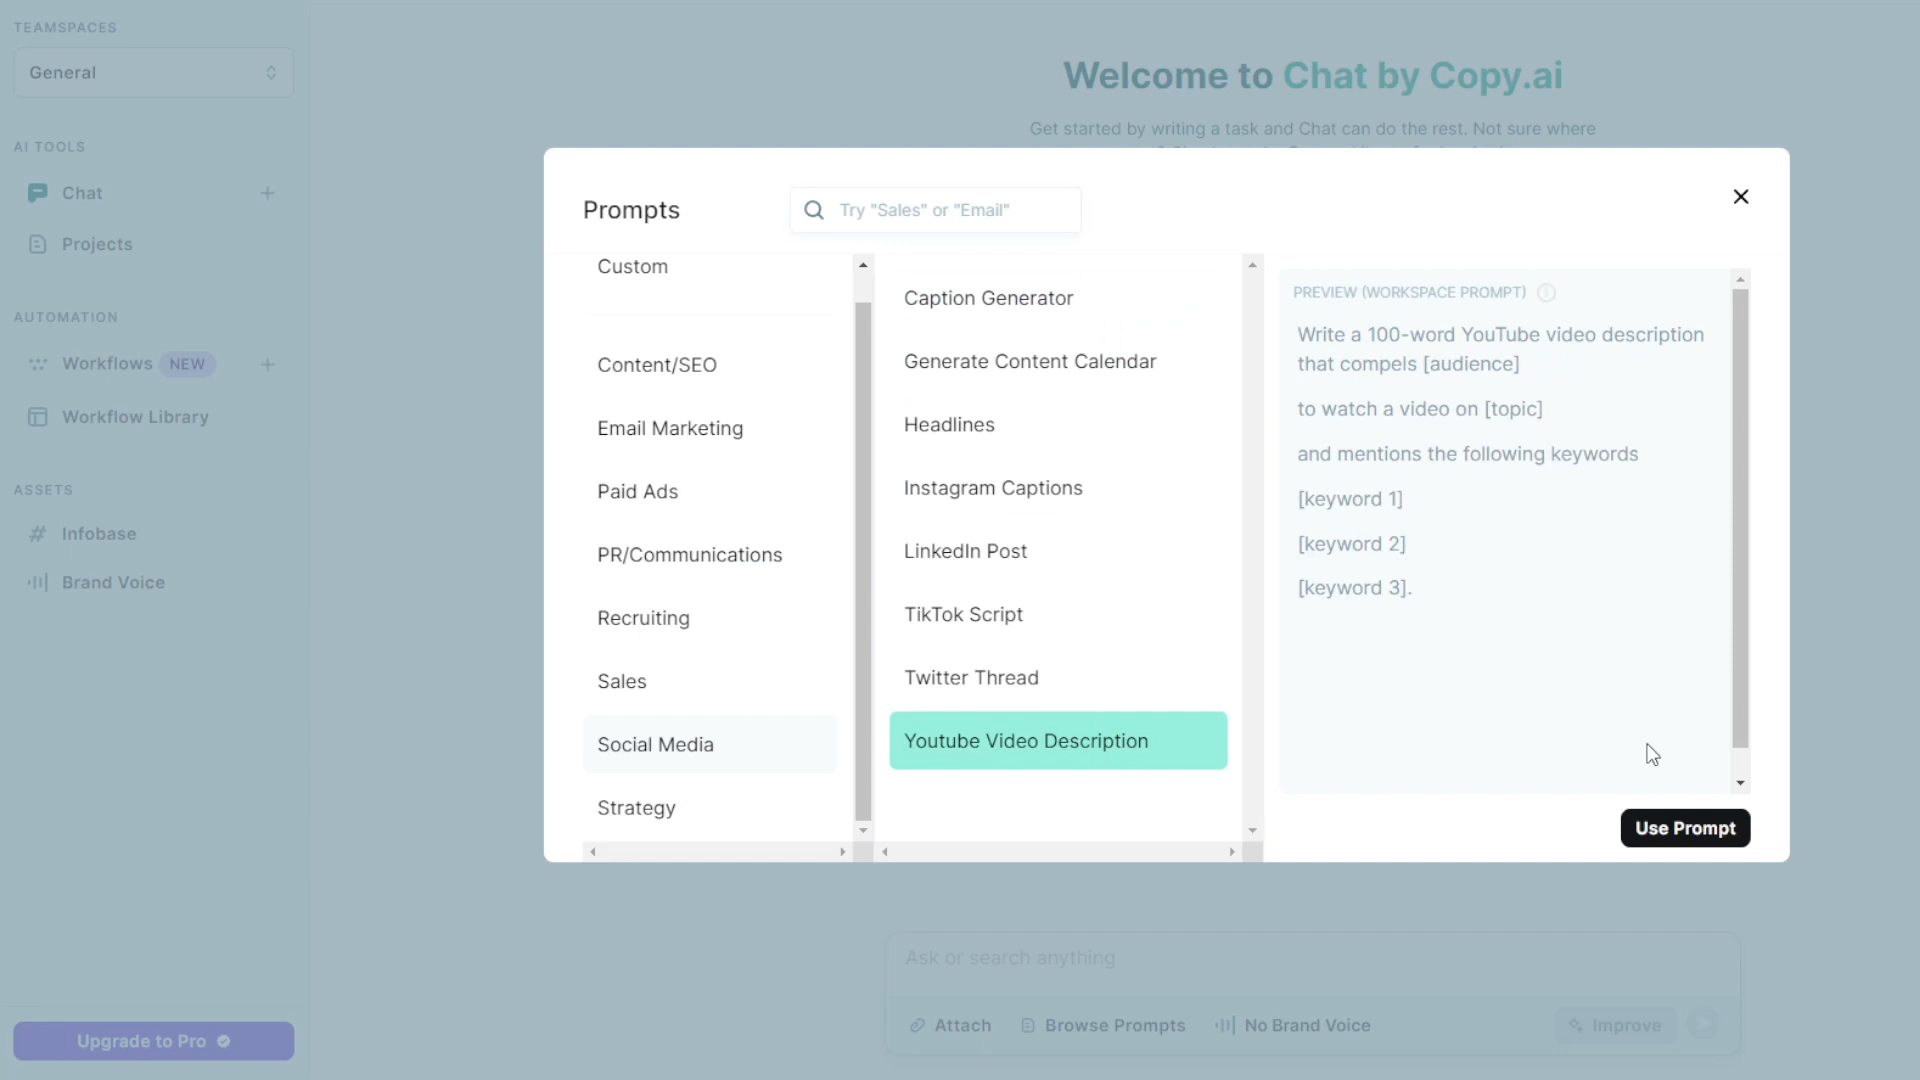 TEAMSPACES
General
AI TOOLS
Chat
Projects
AUTOMATION
Workflows NEW
Workflow Library
ASSETS
Infobase
Brand Voice
Upgrade to Pro
Welcome to Chat by Copy.ai
Get started by writing a task and Chat can do the rest. Not sure where
Prompts
Try "Sales" or "Email"
Custom
Content/SEO
Email Marketing
Paid Ads
PR/Communications
Recruiting
Sales
Social Media
Strategy
Caption Generator
Generate Content Calendar
Headlines
Instagram Captions
LinkedIn Post
TikTok Script
Twitter Thread
Youtube Video Description
PREVIEW (WORKSPACE PROMPT)
Write a 100-word YouTube video description
that compels [audience]
to watch a video on [topic]
and mentions the following keywords
[keyword 1]
[keyword 2]
[keyword 3].
Use Prompt
Ask or search anything
Attach
Browse Prompts
No Brand Voice
Improve